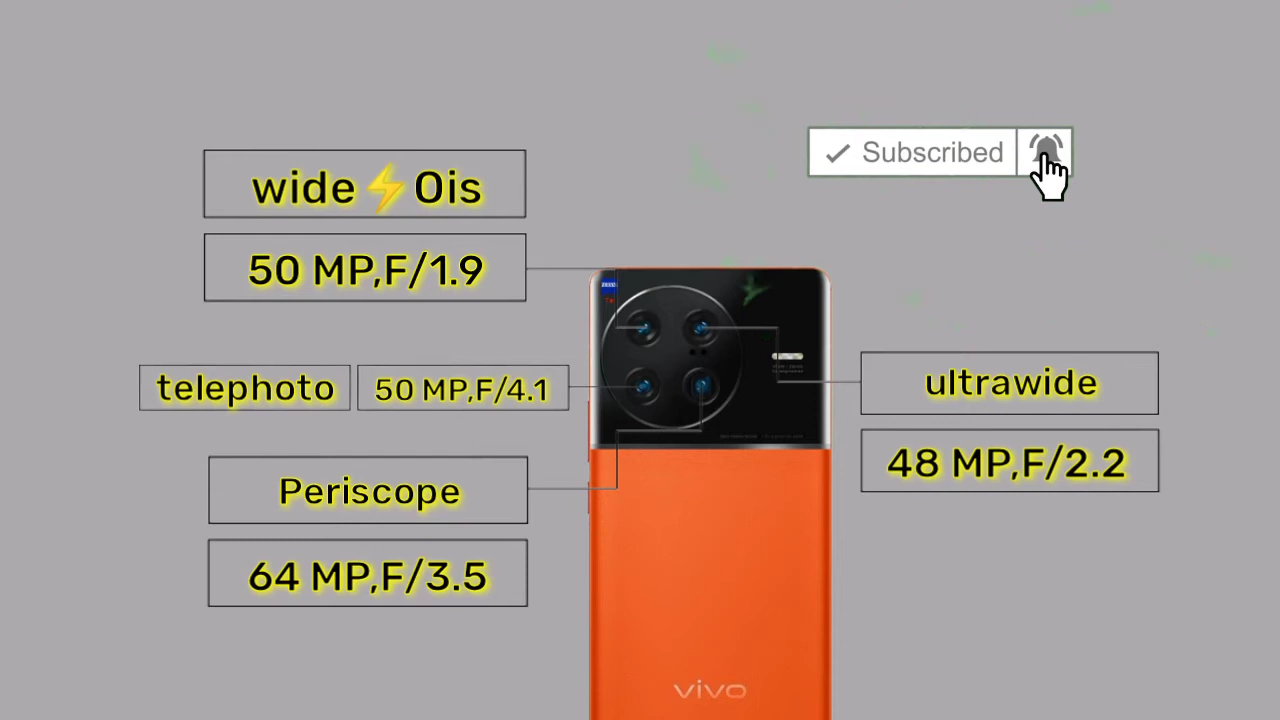 Subscribed
wide⚡Ois
50 MP,F/1.9
telephoto
50 MP,F/4.1
ultrawide
48 MP,F/2.2
Periscope
64 MP,F/3.5
vivo